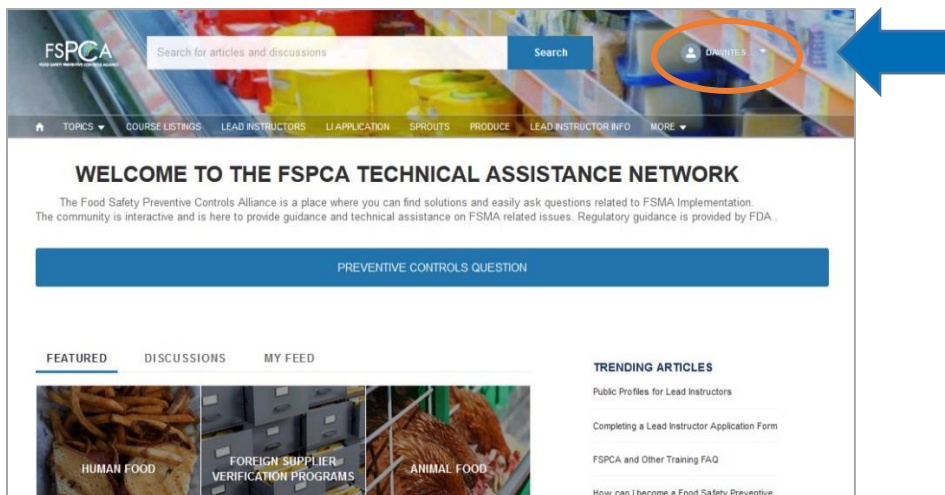 FSPCA
FOOD SAFETY PREVENTIVE CONTROLS ALLIANCE
Search for articles and discussions
Search
DAVINTES
TOPICS
COURSE LISTINGS
LEAD INSTRUCTORS
LI APPLICATION
SPROUTS
PRODUCE
LEAD INSTRUCTOR INFO
MORE
WELCOME TO THE FSPCA TECHNICAL ASSISTANCE NETWORK
The Food Safety Preventive Controls Alliance is a place where you can find solutions and easily ask questions related to FSMA Implementation.
The community is interactive and is here to provide guidance and technical assistance on FSMA related issues. Regulatory guidance is provided by FDA .
PREVENTIVE CONTROLS QUESTION
FEATURED
DISCUSSIONS
MY FEED
HUMAN FOOD
FOREIGN SUPPLIER
VERIFICATION PROGRAMS
ANIMAL FOOD
TRENDING ARTICLES
Public Profiles for Lead Instructors
Completing a Lead Instructor Application Form
FSPCA and Other Training FAQ
How can I become a Food Safety Preventive